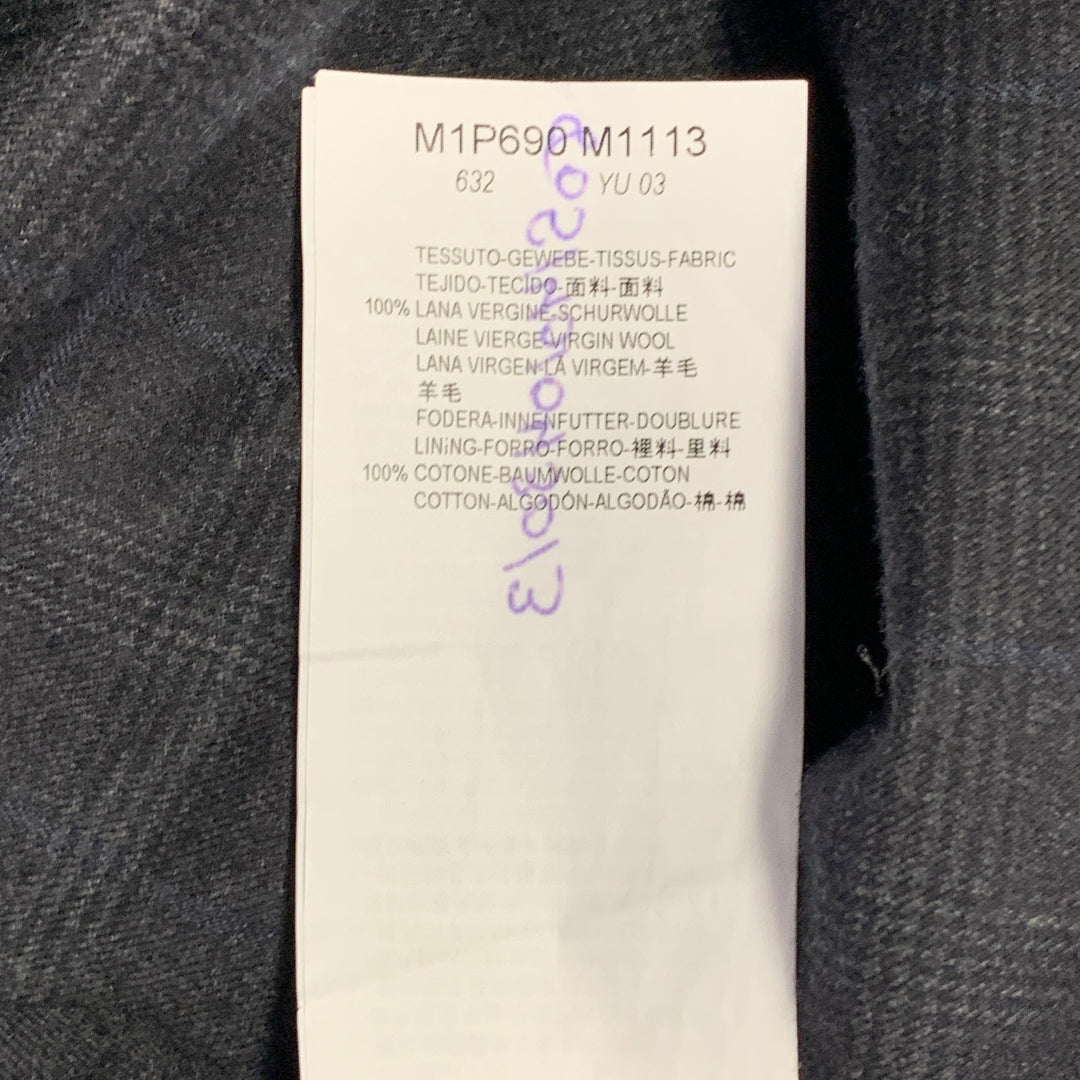 M1P690 M1113
632 YU 03
TESSUTO-GEWEBE-TISSUS-FABRIC
TEJIDO-TECIDO-面料-面料
100% LANA VERGINE-SCHURWOLLE
LAINE VIERGE-VIRGIN WOOL
LANA VIRGEN-LÃ VIRGEM-羊毛
羊毛
FODERA-INNENFUTTER-DOUBLURE
LINiNG-FORRO-FORRO-裡料-里料
100% COTONE-BAUMWOLLE-COTON
COTTON-ALGODÓN-ALGODÃO-棉-棉